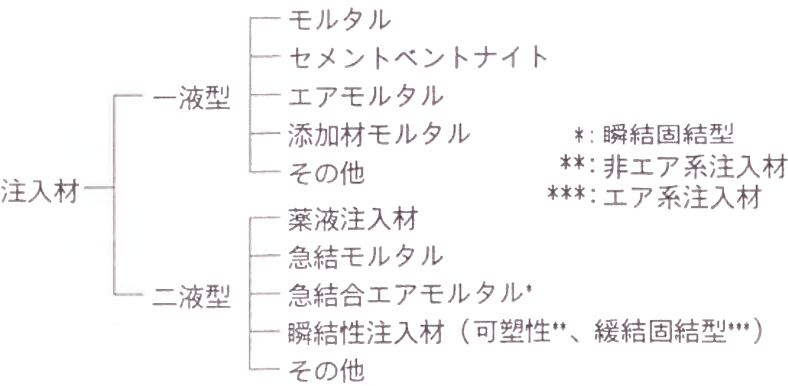 注入材
一液型
モルタル
セメントベントナイト
エアモルタル
添加材モルタル
その他
二液型
薬液注入材
急結モルタル
急結合エアモルタル*
瞬結性注入材（可塑性**、緩結固結型***）
その他
*：瞬結固結型
**：非エア系注入材
***：エア系注入材